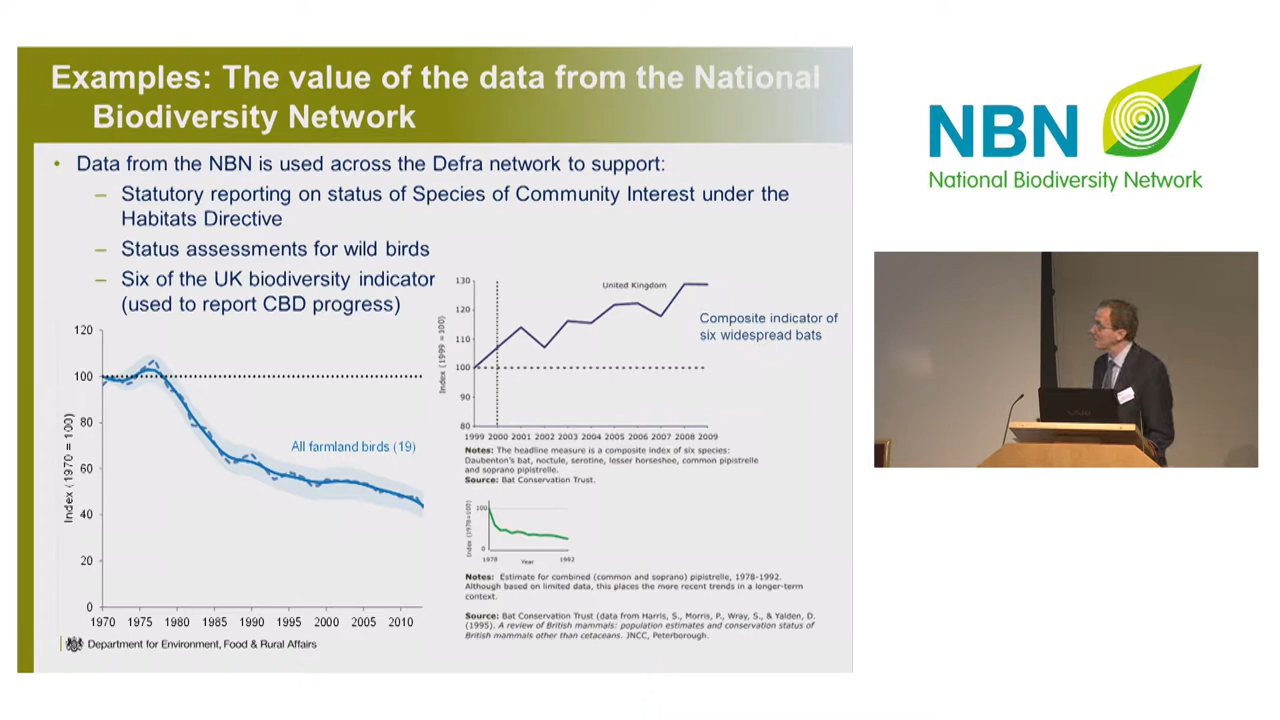 Examples: The value of the data from the National
Biodiversity Network
• Data from the NBN is used across the Defra network to support:
– Statutory reporting on status of Species of Community Interest under the
Habitats Directive
– Status assessments for wild birds
– Six of the UK biodiversity indicator
(used to report CBD progress)
120
100
80
60
40
20
0
Index (1970 = 100)
All farmland birds (19)
1970 1975 1980 1985 1990 1995 2000 2005 2010
130
120
110
100
90
80
Index (1999 = 100)
United Kingdom
1999 2000 2001 2002 2003 2004 2005 2006 2007 2008 2009
Composite indicator of
six widespread bats
Notes: The headline measure is a composite index of six species:
Daubenton's bat, noctule, serotine, lesser horseshoe, common pipistrelle
and soprano pipistrelle.
Source: Bat Conservation Trust.
100
0
Index (1978=100)
1978 1992
Year
Notes: Estimate for combined (common and soprano) pipistrelle, 1978-1992.
Although based on limited data, this places the more recent trends in a longer-term
context.
Source: Bat Conservation Trust (data from Harris, S., Morris, P., Wray, S., & Yalden, D.
(1995). A review of British mammals: population estimates and conservation status of
British mammals other than cetaceans. JNCC, Peterborough.
Department for Environment, Food & Rural Affairs
NBN
National Biodiversity Network
VAIO